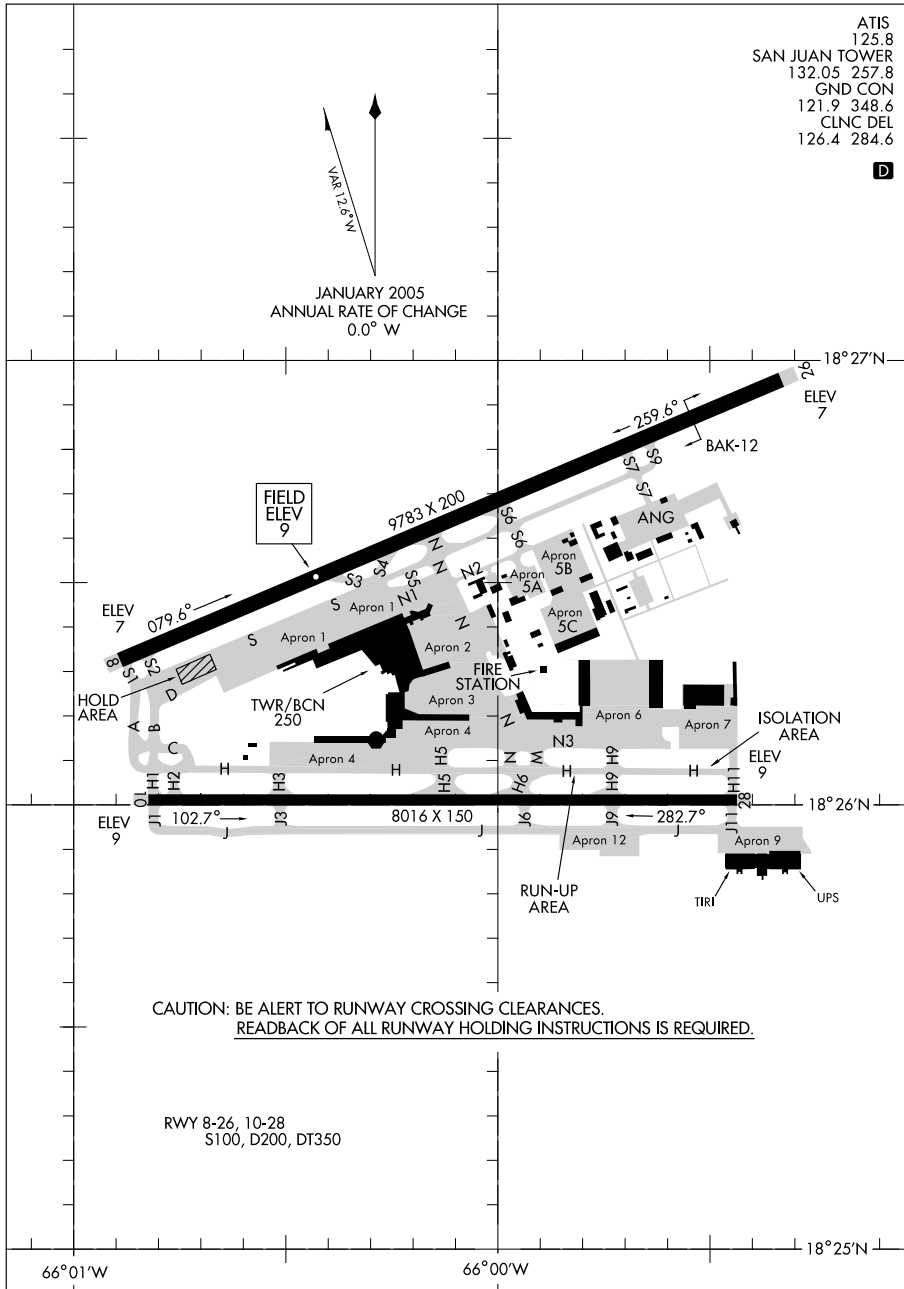 ATIS
125.8
SAN JUAN TOWER
132.05 257.8
GND CON
121.9 348.6
CLNC DEL
126.4 284.6
D
VAR 12.6° W
JANUARY 2005
ANNUAL RATE OF CHANGE
0.0° W
18°27'N
26
ELEV
7
259.6°
BAK-12
S7 S9
S7
ANG
FIELD
ELEV
9
9783 X 200
S6
S6
N
N
N2
S4
S3
S5
N1
Apron
5A
Apron
5B
Apron
5C
ELEV
7
079.6°
S
Apron 1
S
Apron 1
N
Apron 2
8
S1
S2
D
HOLD
AREA
TWR/BCN
250
FIRE
STATION
Apron 3
Apron 4
N
Apron 6
Apron 7
ISOLATION
AREA
A
B
C
Apron 4
H5
N
M
N3
H9
ELEV
9
H
H
H
H
H1
H2
H3
H5
H6
H9
H11
10
28
18°26'N
ELEV
9
102.7°
8016 X 150
282.7°
J1
J
J3
J
J6
J9
J
J11
Apron 12
Apron 9
RUN-UP
AREA
TIRI
UPS
CAUTION: BE ALERT TO RUNWAY CROSSING CLEARANCES.
READBACK OF ALL RUNWAY HOLDING INSTRUCTIONS IS REQUIRED.
RWY 8-26, 10-28
S100, D200, DT350
18°25'N
66°01'W
66°00'W